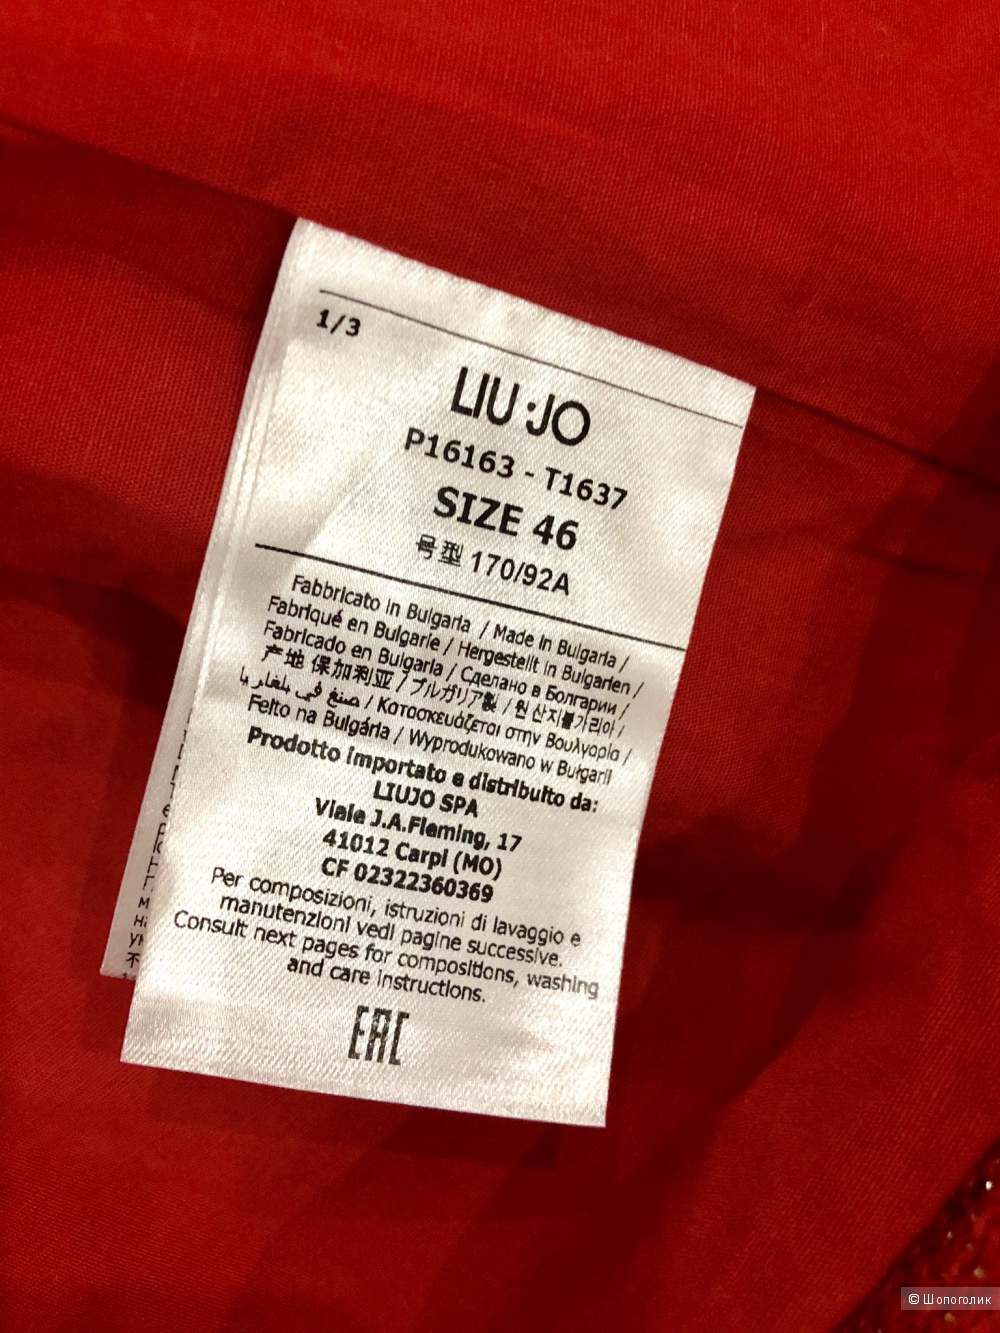 1/3
LIU·JO
P16163 - T1637
SIZE 46
号型 170/92A
Fabbricato in Bulgaria / Made in Bulgaria /
Fabriqué en Bulgarie / Hergestellt in Bulgarien /
Fabricado en Bulgaria / Сделано в Болгарии /
产地 保加利亚 / ブルガリア製 / 원산지불가리아 /
صنع في بلغاريا / Κατασκευάζεται στην Βουλγαρία /
Feito na Bulgária / Wyprodukowano w Bułgarii
Prodotto importato e distribuito da:
LIUJO SPA
Viale J.A.Fleming, 17
41012 Carpi (MO)
CF 02322360369
Per composizioni, istruzioni di lavaggio e
manutenzioni vedi pagine successive.
Consult next pages for compositions, washing
and care instructions.
EAC
© Шопоголик